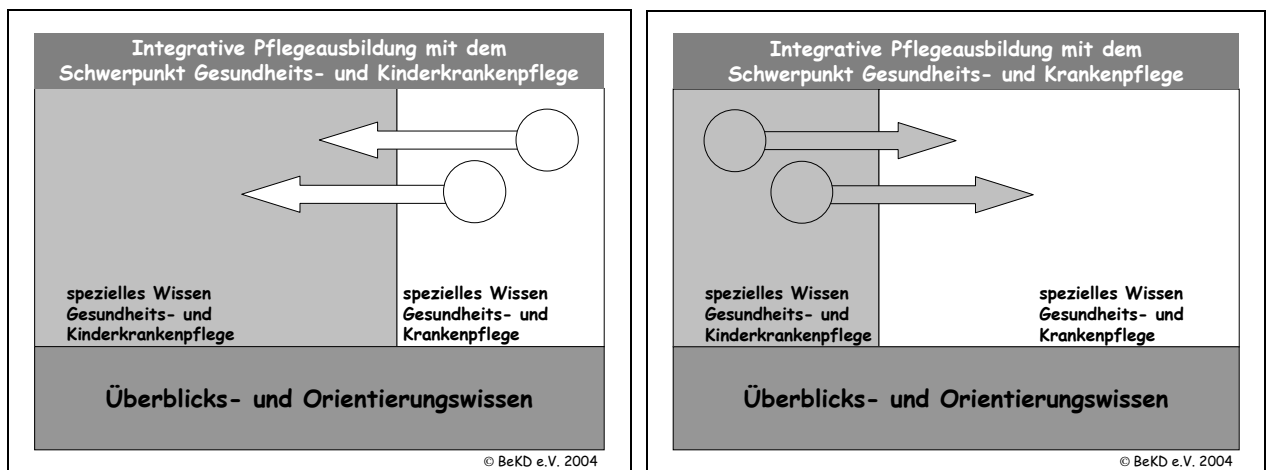 Integrative Pflegeausbildung mit dem
Schwerpunkt Gesundheits- und Kinderkrankenpflege
spezielles Wissen
Gesundheits- und
Kinderkrankenpflege
spezielles Wissen
Gesundheits- und
Krankenpflege
Überblicks- und Orientierungswissen
© BeKD e.V. 2004
Integrative Pflegeausbildung mit dem
Schwerpunkt Gesundheits- und Krankenpflege
spezielles Wissen
Gesundheits- und
Kinderkrankenpflege
spezielles Wissen
Gesundheits- und
Krankenpflege
Überblicks- und Orientierungswissen
© BeKD e.V. 2004